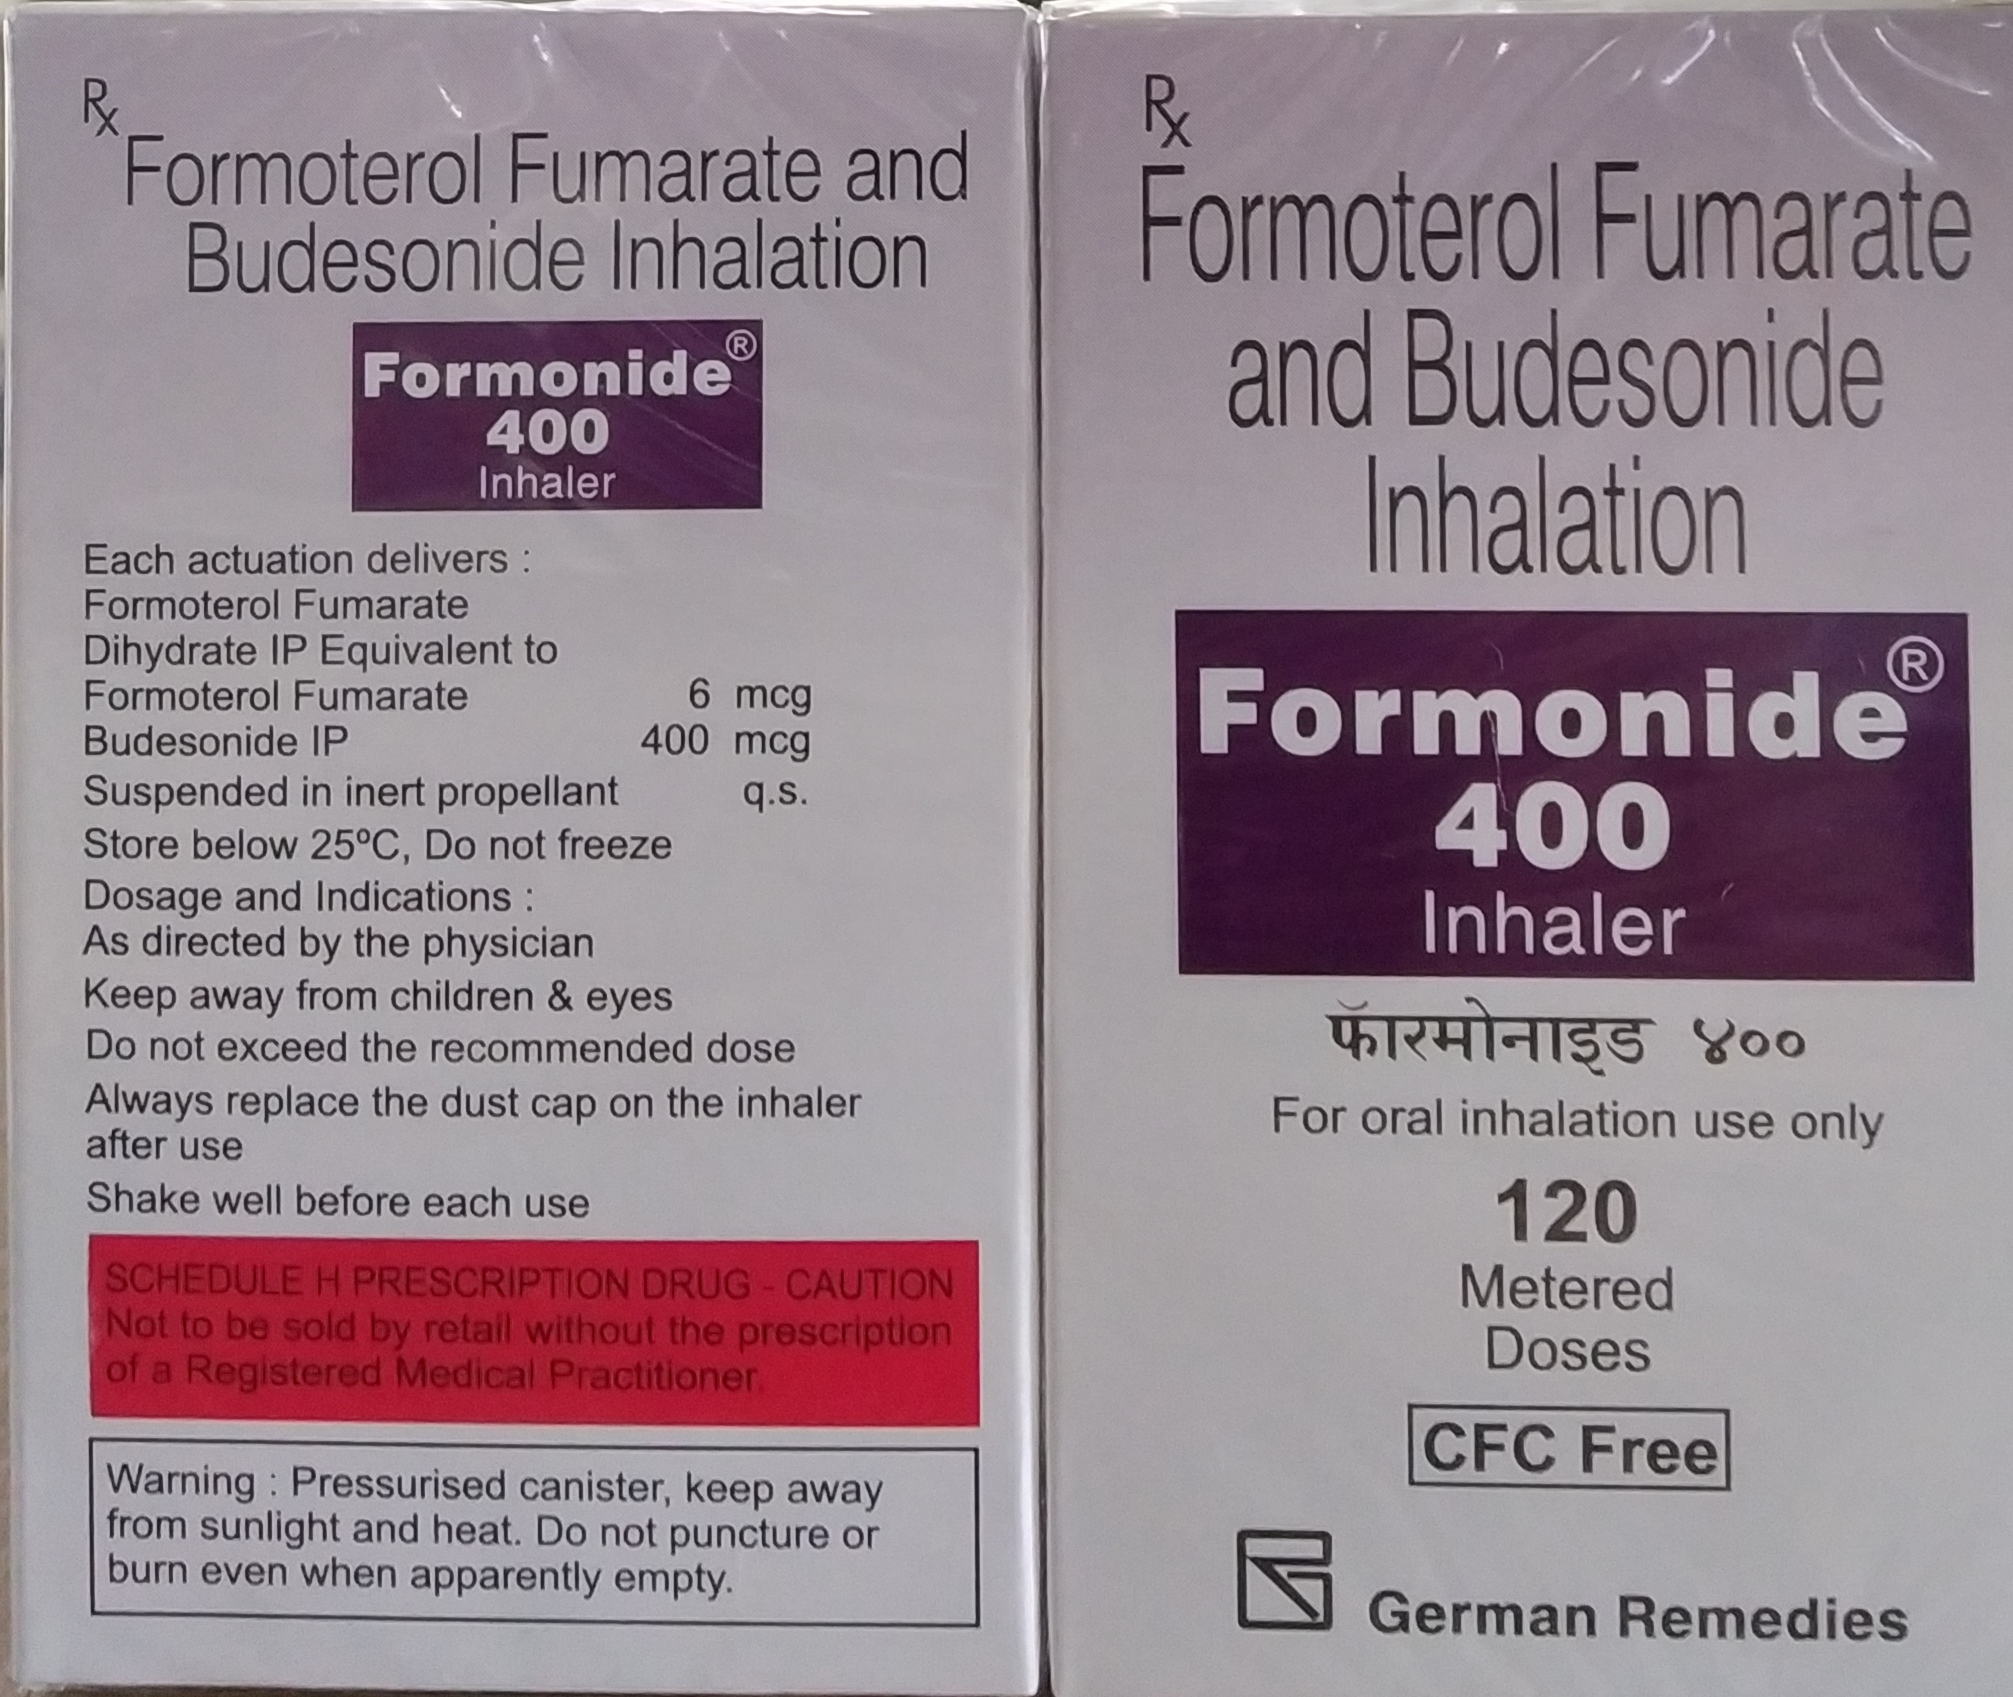 Rx
Formoterol Fumarate and
Budesonide Inhalation
Formonide®
400
Inhaler
Each actuation delivers :
Formoterol Fumarate
Dihydrate IP Equivalent to
Formoterol Fumarate 6 mcg
Budesonide IP 400 mcg
Suspended in inert propellant q.s.
Store below 25ºC, Do not freeze
Dosage and Indications :
As directed by the physician
Keep away from children & eyes
Do not exceed the recommended dose
Always replace the dust cap on the inhaler
after use
Shake well before each use
SCHEDULE H PRESCRIPTION DRUG - CAUTION
Not to be sold by retail without the prescription
of a Registered Medical Practitioner.
Warning : Pressurised canister, keep away
from sunlight and heat. Do not puncture or
burn even when apparently empty.
Rx
Formoterol Fumarate
and Budesonide
Inhalation
Formonide®
400
Inhaler
फॅारमोनाइड ४००
For oral inhalation use only
120
Metered
Doses
CFC Free
German Remedies